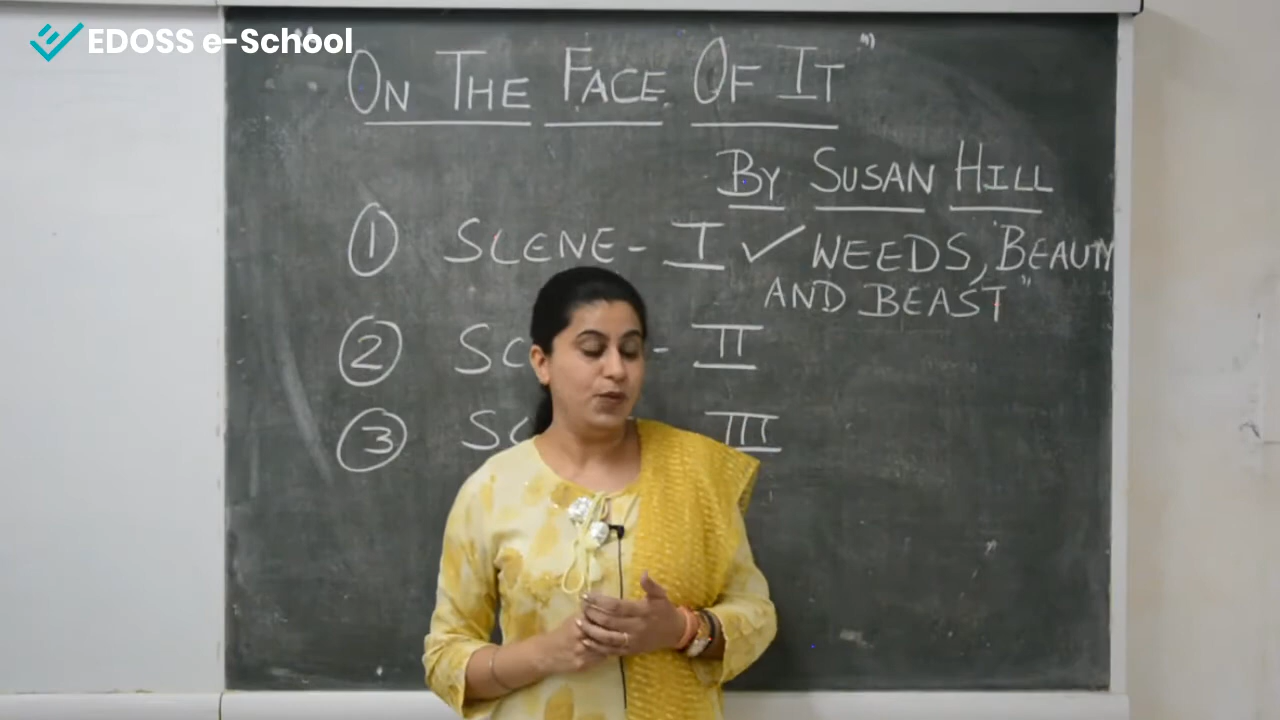 EDOSS e-School
"ON THE FACE OF IT"
BY SUSAN HILL
1 SCENE - I ✓ WEEDS, "BEAUTY
AND BEAST"
2 SC - II
3 SC III